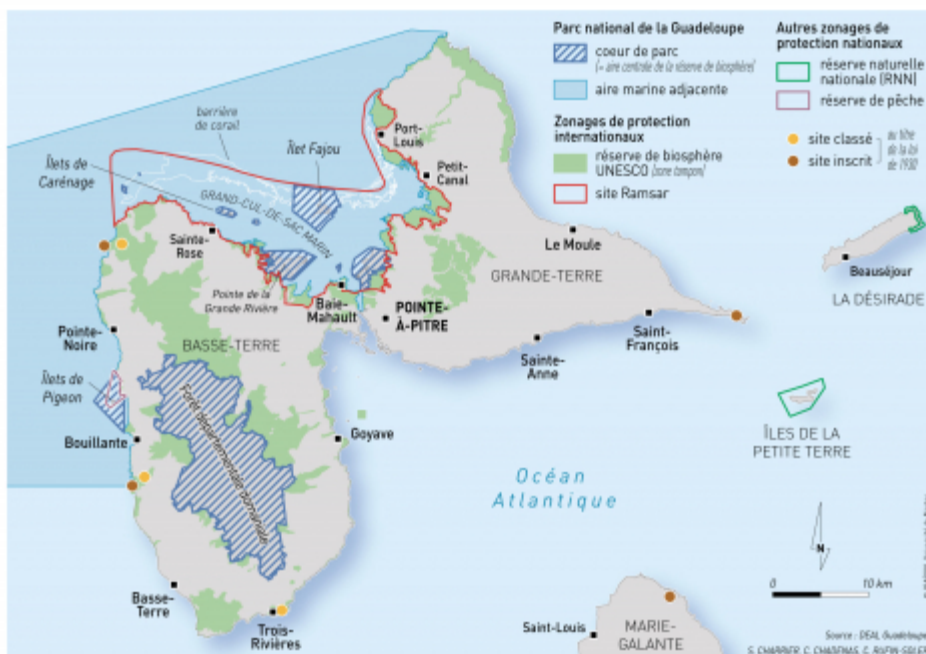 Parc national de la Guadeloupe
coeur de parc
(= aire centrale de la réserve de biosphère)
aire marine adjacente
Zonages de protection
internationaux
réserve de biosphère
UNESCO (zone tampon)
site Ramsar
Autres zonages de
protection nationaux
réserve naturelle
nationale (RNN)
réserve de pêche
site classé
site inscrit
au titre
de la loi
de 1930
barrière
de corail
Îlets de
Carénage
Îlet Fajou
Port-
Louis
Petit-
Canal
GRAND-CUL-DE-SAC MARIN
Sainte-
Rose
Le Moule
GRANDE-TERRE
Beauséjour
LA DÉSIRADE
Pointe de la
Grande Rivière
Baie-
Mahault
POINTE-
À-PITRE
Pointe-
Noire
BASSE-TERRE
Saint-
François
Sainte-
Anne
Îlets de
Pigeon
Bouillante
Forêt départementale domaniale
Goyave
ÎLES DE LA
PETITE TERRE
Océan
Atlantique
N
0 10 km
Basse-
Terre
Trois-
Rivières
Saint-Louis
MARIE-
GALANTE
Source : DEAL Guadeloupe
S. CHARRIER, C. CHADENAS, C. RUFIN-SOLER